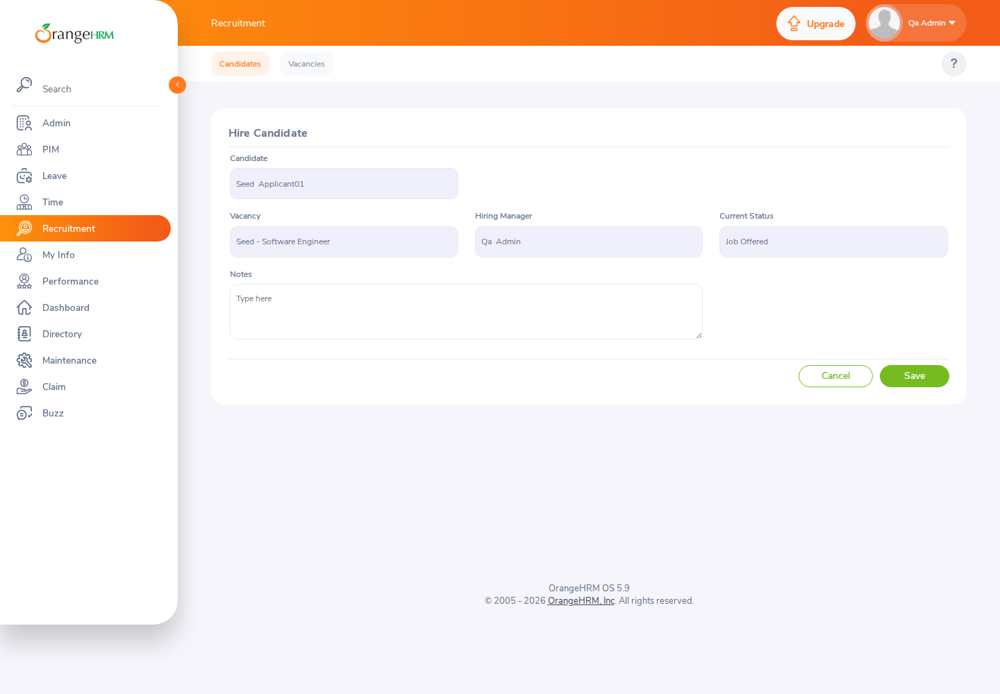 OrangeHRM
Search
Admin
PIM
Leave
Time
Recruitment
My Info
Performance
Dashboard
Directory
Maintenance
Claim
Buzz
Recruitment
Upgrade
Qa Admin
Candidates
Vacancies
?
Hire Candidate
Candidate
Seed  Applicant01
Vacancy
Hiring Manager
Current Status
Seed - Software Engineer
Qa  Admin
Job Offered
Notes
Type here
Cancel
Save
OrangeHRM OS 5.9
© 2005 - 2026 OrangeHRM, Inc. All rights reserved.